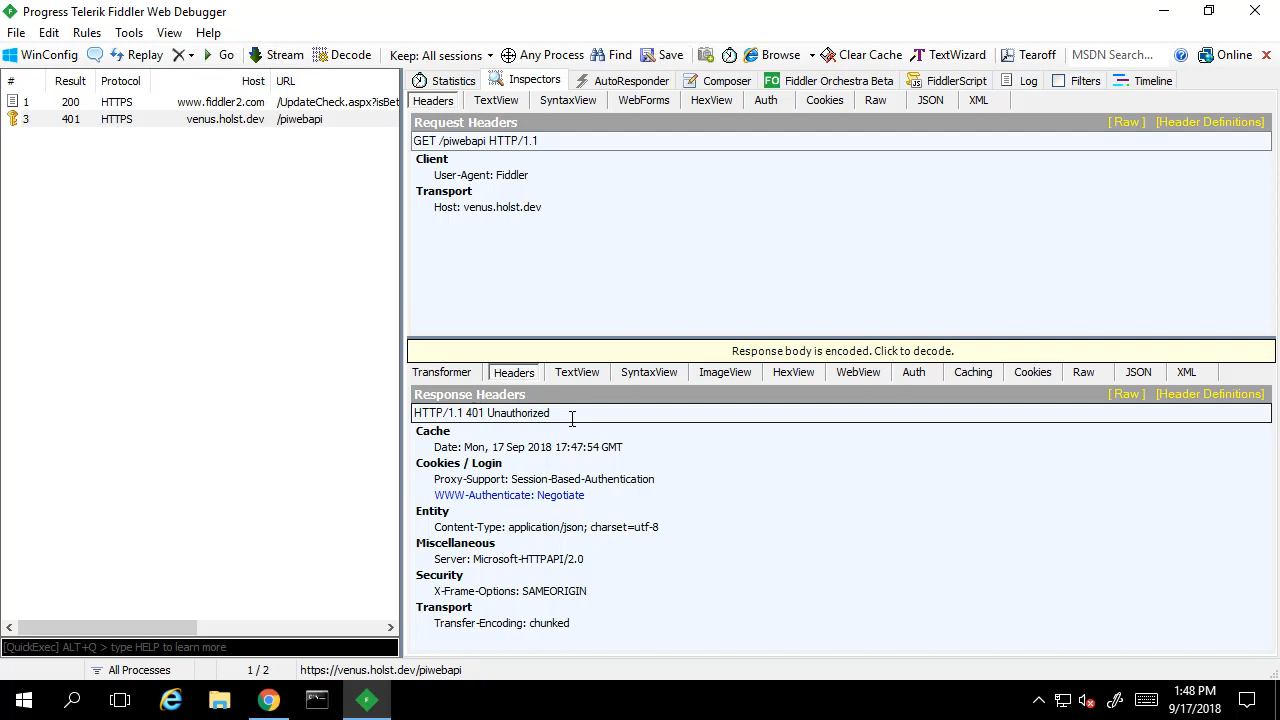 Progress Telerik Fiddler Web Debugger
File Edit Rules Tools View Help
WinConfig Replay Go Stream Decode Keep: All sessions Any Process Find Save Browse Clear Cache TextWizard Tearoff MSDN Search... Online
# Result Protocol Host URL
1 200 HTTPS www.fiddler2.com /UpdateCheck.aspx?isBet
3 401 HTTPS venus.holst.dev /piwebapi
Statistics Inspectors AutoResponder Composer FO Fiddler Orchestra Beta FiddlerScript Log Filters Timeline
Headers TextView SyntaxView WebForms HexView Auth Cookies Raw JSON XML
Request Headers [ Raw ] [Header Definitions]
GET /piwebapi HTTP/1.1
Client
User-Agent: Fiddler
Transport
Host: venus.holst.dev
Response body is encoded. Click to decode.
Transformer Headers TextView SyntaxView ImageView HexView WebView Auth Caching Cookies Raw JSON XML
Response Headers [ Raw ] [Header Definitions]
HTTP/1.1 401 Unauthorized
Cache
Date: Mon, 17 Sep 2018 17:47:54 GMT
Cookies / Login
Proxy-Support: Session-Based-Authentication
WWW-Authenticate: Negotiate
Entity
Content-Type: application/json; charset=utf-8
Miscellaneous
Server: Microsoft-HTTPAPI/2.0
Security
X-Frame-Options: SAMEORIGIN
Transport
Transfer-Encoding: chunked
[QuickExec] ALT+Q > type HELP to learn more
All Processes 1 / 2 https://venus.holst.dev/piwebapi
1:48 PM
9/17/2018